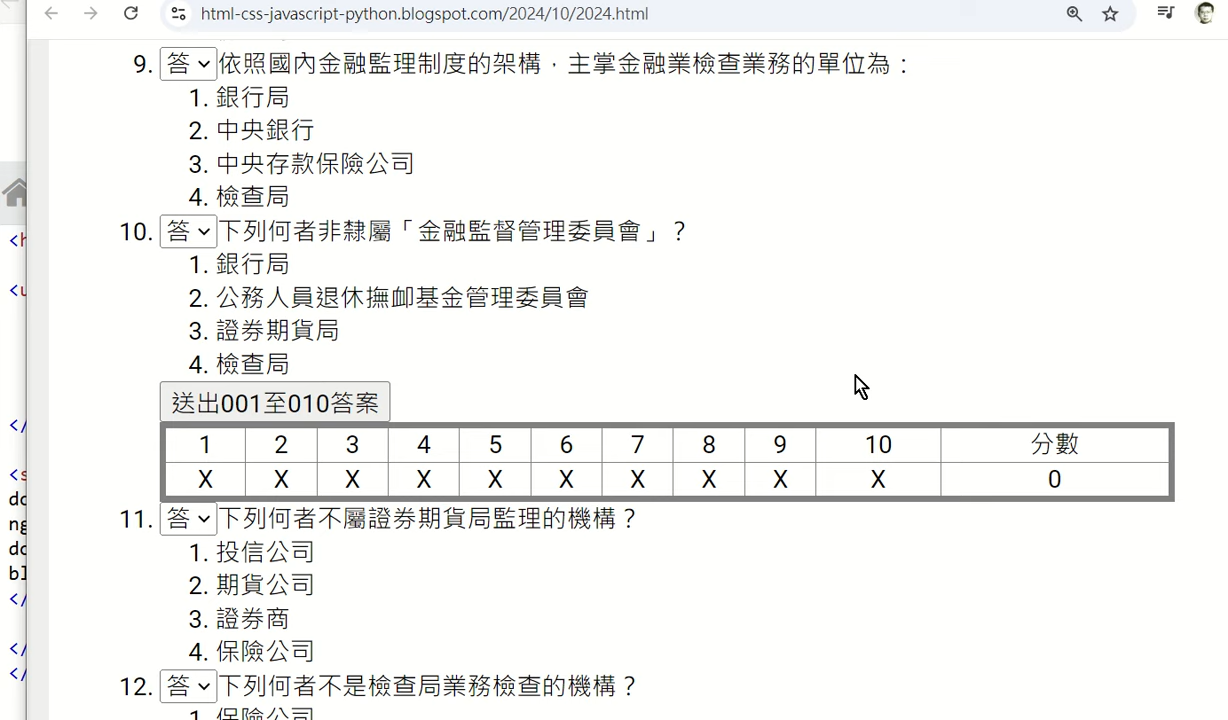 html-css-javascript-python.blogspot.com/2024/10/2024.html
9. 答 依照國內金融監理制度的架構，主掌金融業檢查業務的單位為：
1. 銀行局
2. 中央銀行
3. 中央存款保險公司
4. 檢查局
10. 答 下列何者非隸屬「金融監督管理委員會」？
1. 銀行局
2. 公務人員退休撫卹基金管理委員會
3. 證券期貨局
4. 檢查局
送出001至010答案
1 2 3 4 5 6 7 8 9 10 分數
X X X X X X X X X X 0
11. 答 下列何者不屬證券期貨局監理的機構？
1. 投信公司
2. 期貨公司
3. 證券商
4. 保險公司
12. 答 下列何者不是檢查局業務檢查的機構？
1. 保險公司